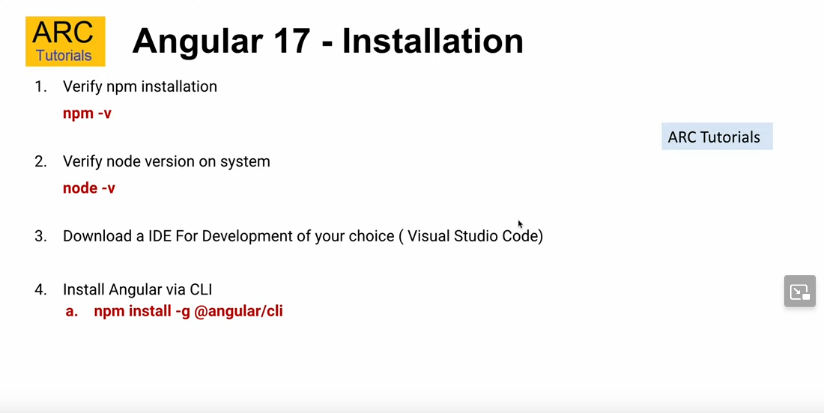 ARC
Tutorials
Angular 17 - Installation
1. Verify npm installation
npm -v
ARC Tutorials
2. Verify node version on system
node -v
3. Download a IDE For Development of your choice ( Visual Studio Code)
4. Install Angular via CLI
a. npm install -g @angular/cli